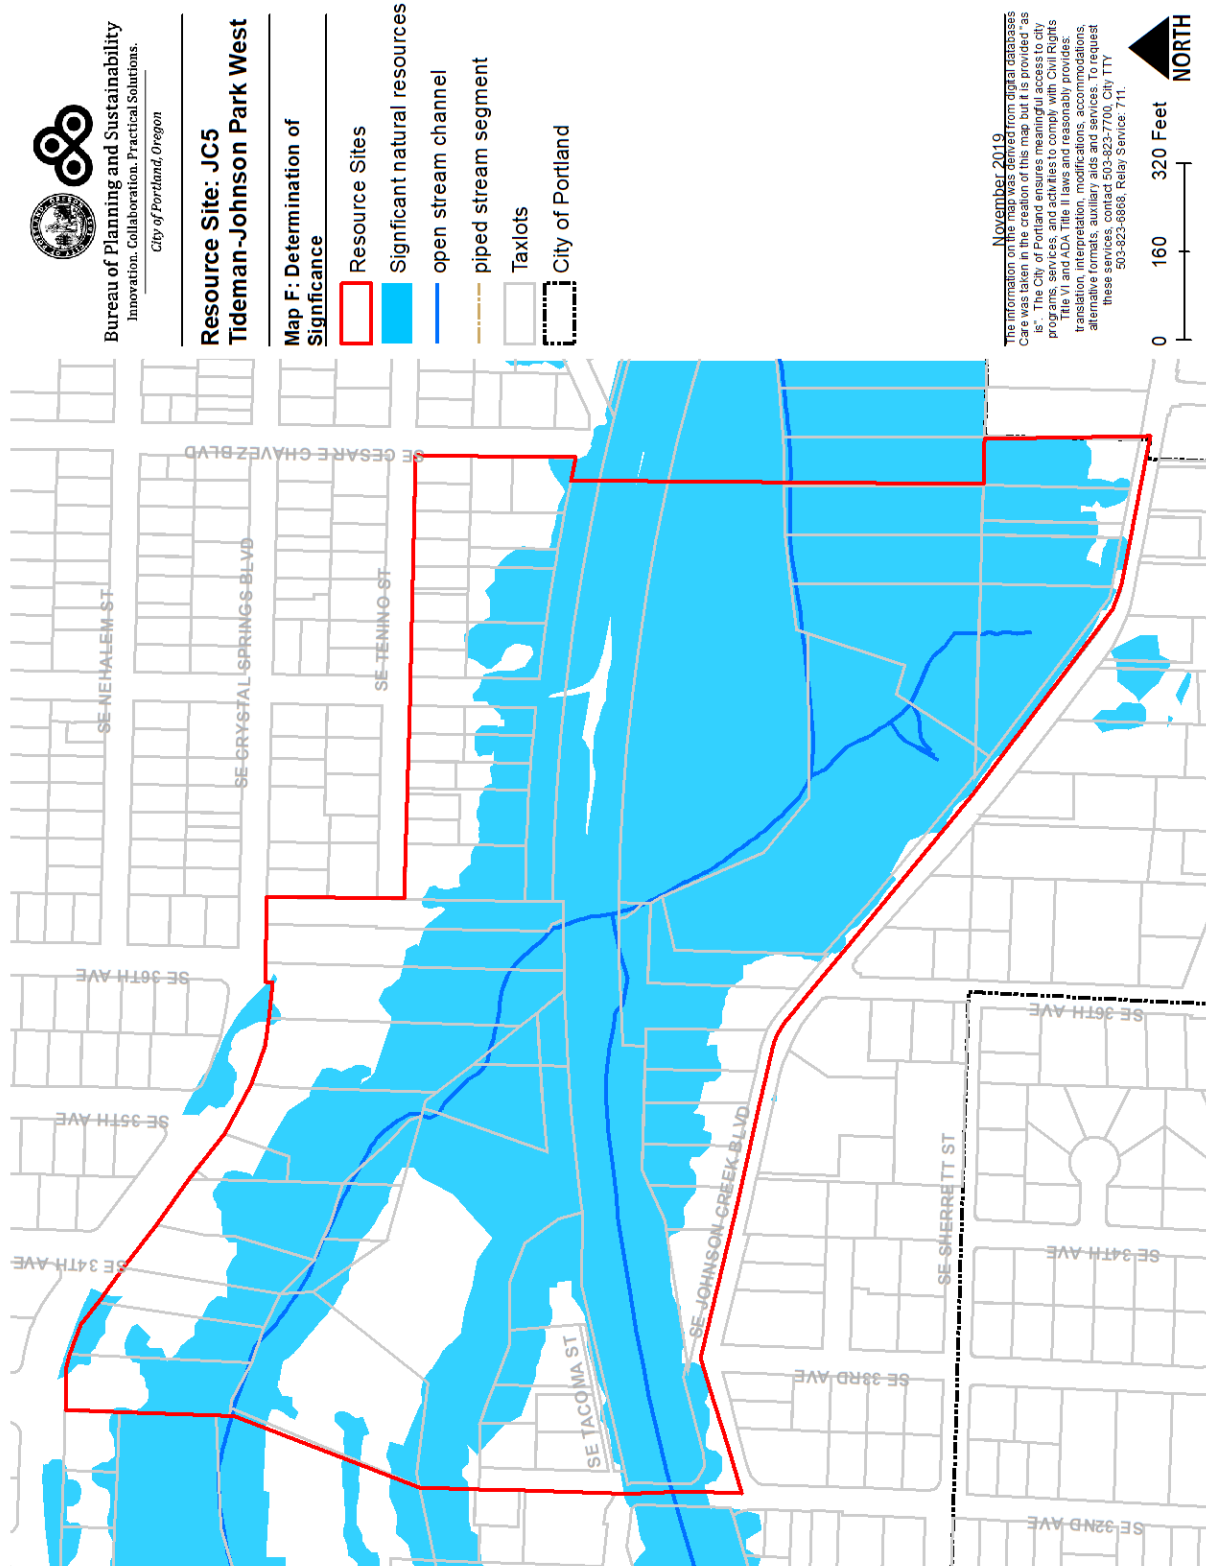 Bureau of Planning and Sustainability
Innovation. Collaboration. Practical Solutions.
City of Portland, Oregon
Resource Site: JC5
Tideman-Johnson Park West
Map F: Determination of
Signficance
Resource Sites
Signficant natural resources
open stream channel
piped stream segment
Taxlots
City of Portland
November 2019
The information on the map was derived from digital databases
Care was taken in the creation of this map but it is provided "as
is". The City of Portland ensures meaningful access to city
programs, services, and activities to comply with Civil Rights
Title VI and ADA Title II laws and reasonably provides:
translation, interpretation, modifications, accommodations,
alternative formats, auxiliary aids and services. To request
these services, contact 503-823-7700, City TTY
503-823-6868, Relay Service: 711.
0 160 320 Feet
NORTH
SE NEHALEM ST
SE CRYSTAL SPRINGS BLVD
SE TENINO ST
SE CESARE CHAVEZ BLVD
SE 36TH AVE
SE 35TH AVE
SE 34TH AVE
SE TACOMA ST
SE JOHNSON CREEK BLVD
SE 33RD AVE
SE SHERRETT ST
SE 36TH AVE
SE 34TH AVE
SE 32ND AVE